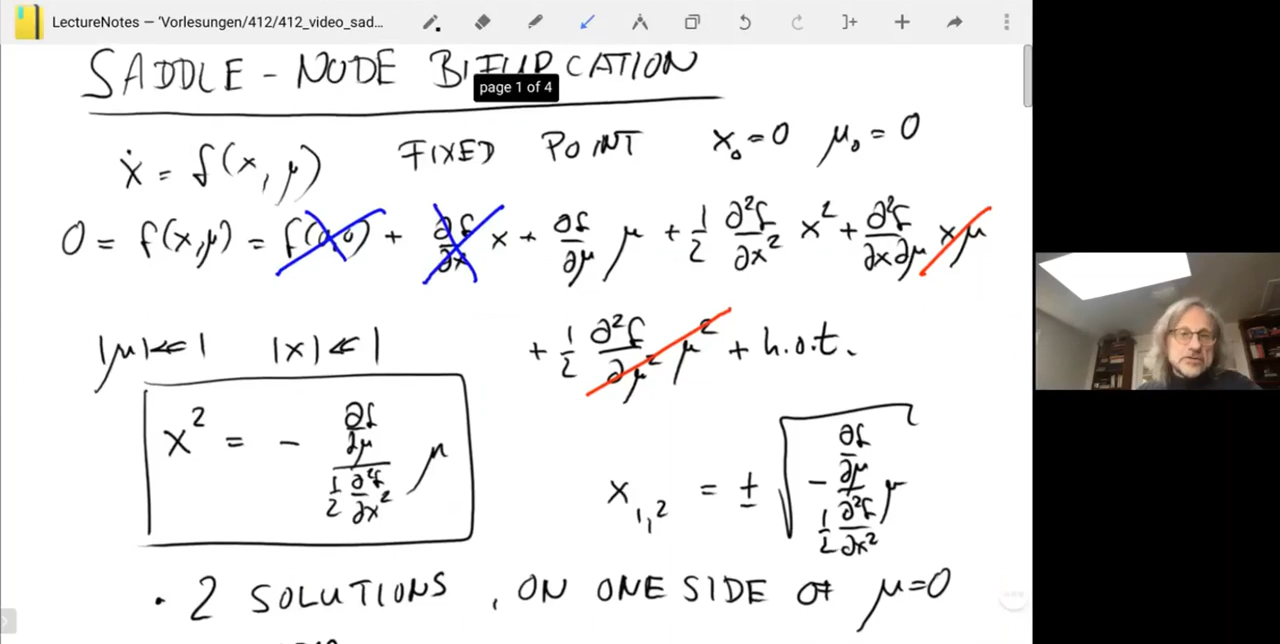 LectureNotes — 'Vorlesungen/412/412_video_sad...
SADDLE - NODE BIFURCATION
page 1 of 4
ẋ = f(x, μ) FIXED POINT x₀ = 0 μ₀ = 0
0 = f(x,μ) = f(0,0) + ∂f/∂x x + ∂f/∂μ μ + 1/2 ∂²f/∂x² x² + ∂²f/∂x∂μ xμ
+ 1/2 ∂²f/∂μ² μ² + h.o.t.
|μ| ≪ 1 |x| ≪ 1
x² = - (∂f/∂μ)/(1/2 ∂²f/∂x²) μ
x₁,₂ = ± √(- (∂f/∂μ)/(1/2 ∂²f/∂x²) μ)
• 2 SOLUTIONS, ON ONE SIDE OF μ=0